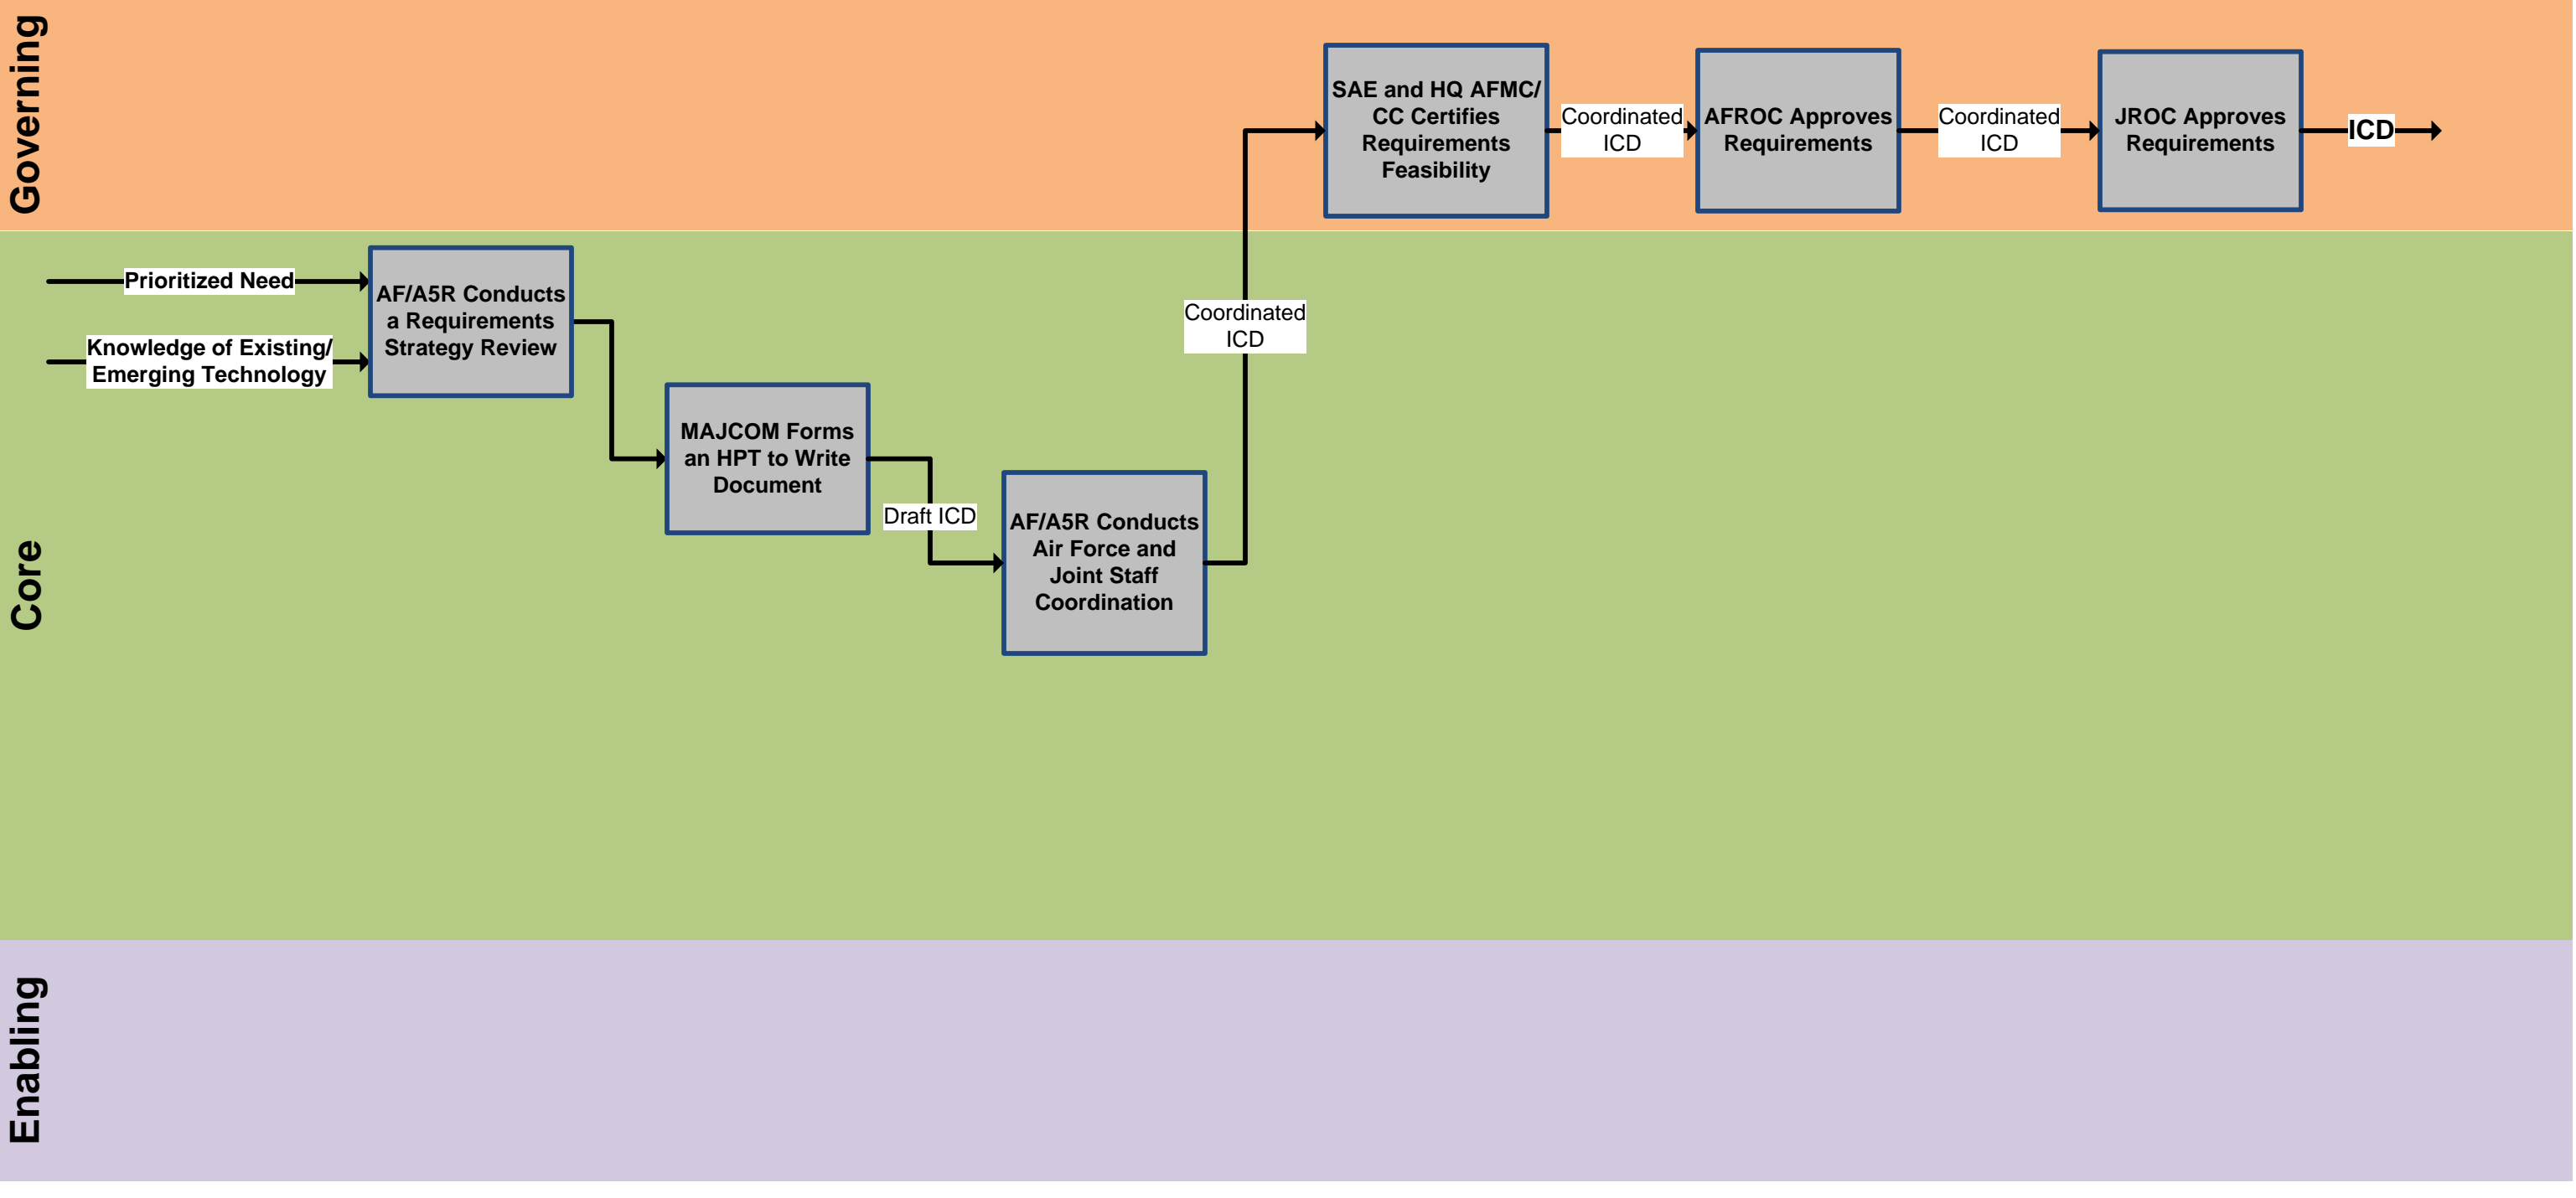 Governing
SAE and HQ AFMC/
CC Certifies
Requirements
Feasibility
Coordinated
ICD
AFROC Approves
Requirements
Coordinated
ICD
JROC Approves
Requirements
ICD
Core
Prioritized Need
Knowledge of Existing/
Emerging Technology
AF/A5R Conducts
a Requirements
Strategy Review
MAJCOM Forms
an HPT to Write
Document
Draft ICD
AF/A5R Conducts
Air Force and
Joint Staff
Coordination
Coordinated
ICD
Enabling